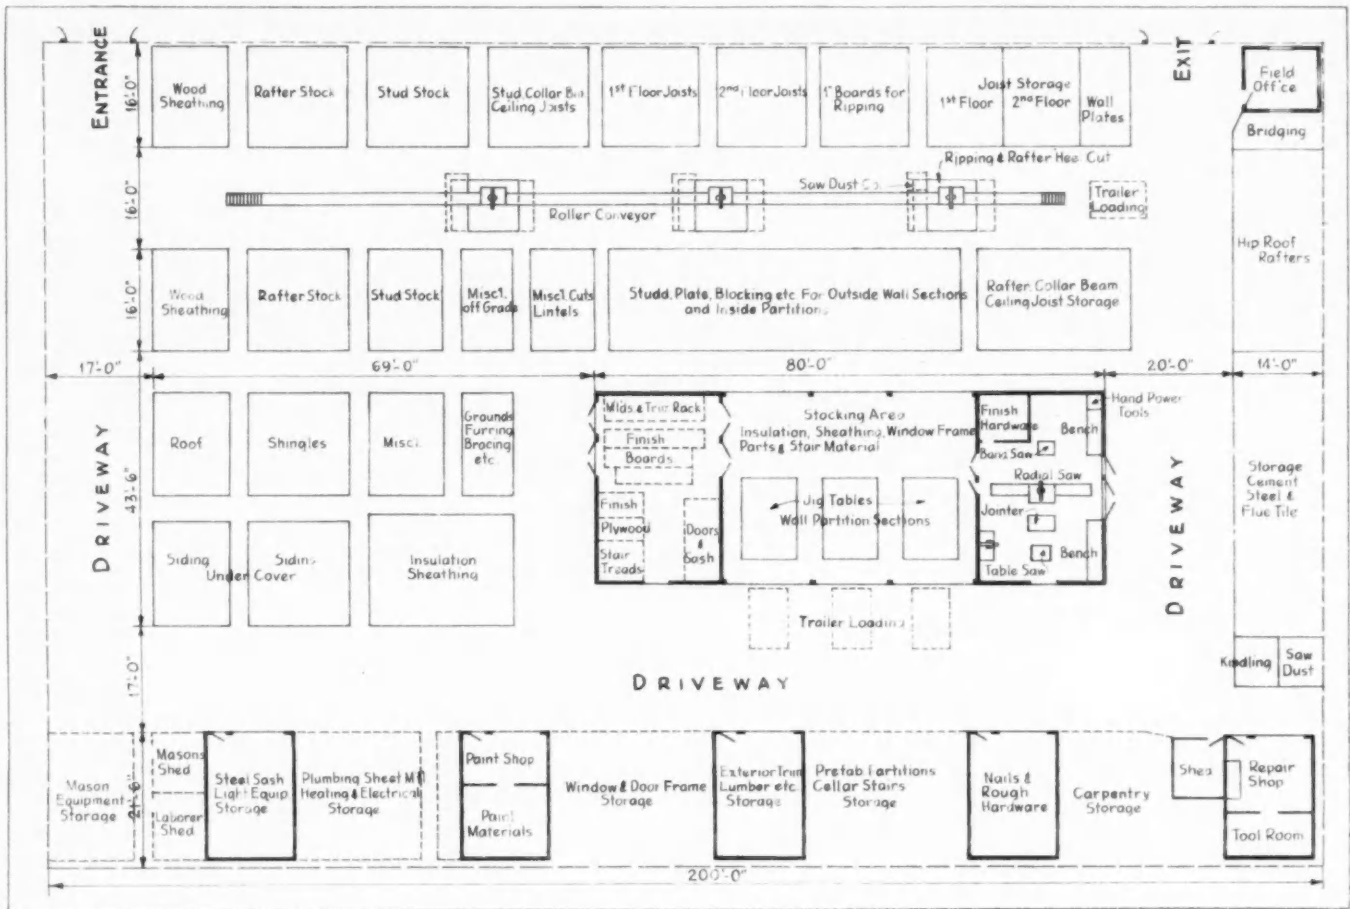 ENTRANCE
16'-0"
Wood
Sheathing
Rafter Stock
Stud Stock
Stud, Collar Bm.
Ceiling Joists
1st Floor Joists
2nd Floor Joists
1" Boards for
Ripping
Joist Storage
1st Floor
2nd Floor
Wall
Plates
EXIT
Field
Office
Bridging
16'-0"
Roller Conveyor
Saw Dust Co.
Ripping & Rafter Heel Cut
Trailer
Loading
Hip Roof
Rafters
16'-0"
Wood
Sheathing
Rafter Stock
Stud Stock
Miscl.
off Grade
Miscl. Cuts
Lintels
Studd, Plate, Blocking etc. For Outside Wall Sections
and Inside Partitions
Rafter, Collar Beam
Ceiling Joist Storage
17'-0"
69'-0"
80'-0"
20'-0"
14'-0"
DRIVEWAY
43'-6"
Roof
Shingles
Miscl.
Grounds
Furring
Bracing
etc.
Siding
Siding
Under Cover
Insulation
Sheathing
Mlds & Trim Rack
Finish
Boards
Finish
Plywood
Stair
Treads
Doors
&
Sash
Stocking Area
Insulation, Sheathing, Window Frame
Parts & Stair Material
Jig Tables
Wall Partition Sections
Finish
Hardware
Bench
Band Saw
Radial Saw
Jointer
Bench
Table Saw
Hand Power
Tools
DRIVEWAY
Storage
Cement
Steel &
Flue Tile
Trailer Loading
17'-0"
DRIVEWAY
Kindling
Saw
Dust
21'-6"
Mason
Equipment
Storage
Masons
Shed
Laborer
Shed
Steel Sash
Light Equip
Storage
Plumbing Sheet Mtl
Heating & Electrical
Storage
Paint Shop
Paint
Materials
Window & Door Frame
Storage
Exterior Trim
Lumber etc.
Storage
Prefab Partitions
Cellar Stairs
Storage
Nails &
Rough
Hardware
Carpentry
Storage
Shed
Repair
Shop
Tool Room
200'-0"